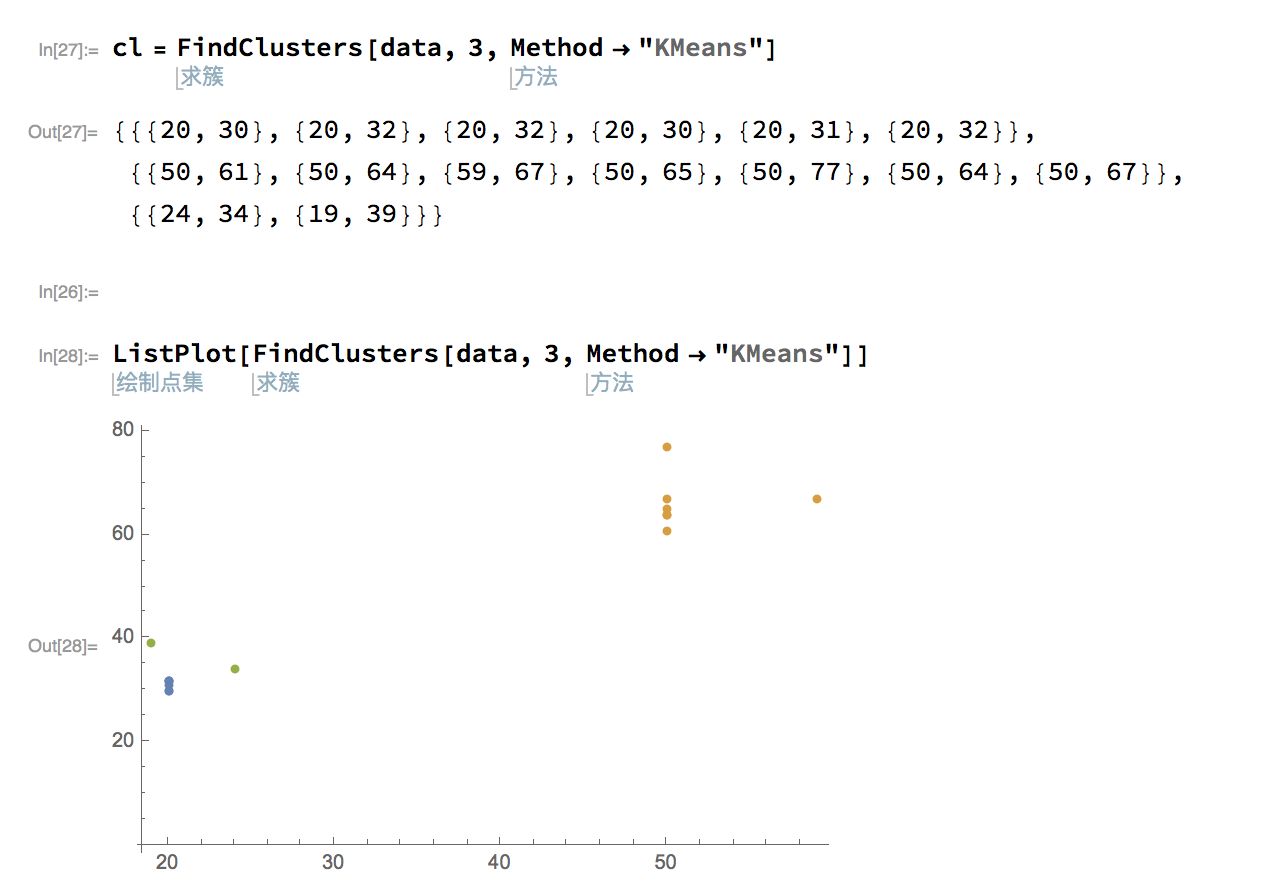 In[27]:= cl = FindClusters[data, 3, Method → "KMeans"]
求簇 方法
Out[27]= {{{20, 30}, {20, 32}, {20, 32}, {20, 30}, {20, 31}, {20, 32}},
{{50, 61}, {50, 64}, {59, 67}, {50, 65}, {50, 77}, {50, 64}, {50, 67}},
{{24, 34}, {19, 39}}}
In[26]:=
In[28]:= ListPlot[FindClusters[data, 3, Method → "KMeans"]]
绘制点集 求簇 方法
80
60
40
Out[28]=
20
20 30 40 50